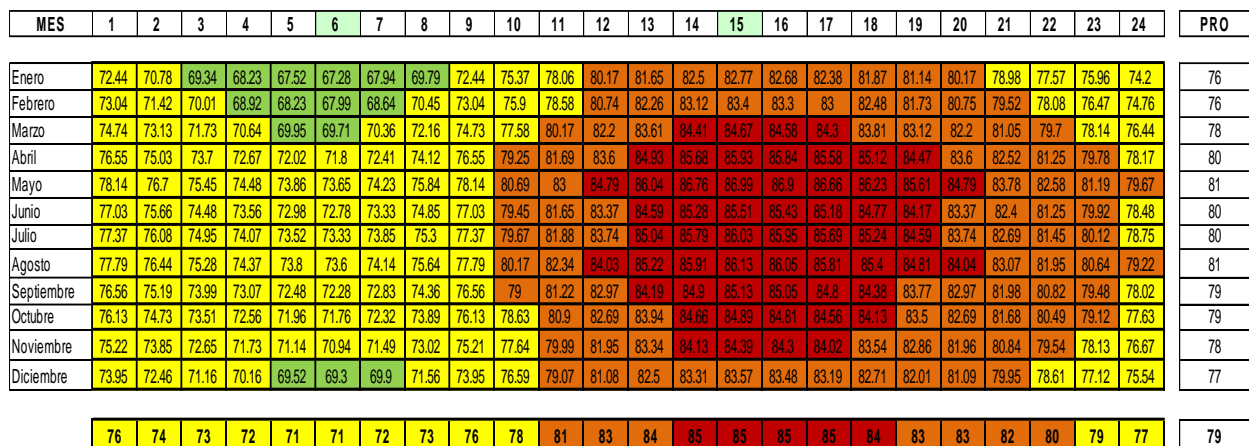 MES 1 2 3 4 5 6 7 8 9 10 11 12 13 14 15 16 17 18 19 20 21 22 23 24 PRO
Enero 72.44 70.78 69.34 68.23 67.52 67.28 67.94 69.79 72.44 75.37 78.06 80.17 81.65 82.5 82.77 82.68 82.38 81.87 81.14 80.17 78.98 77.57 75.96 74.2 76
Febrero 73.04 71.42 70.01 68.92 68.23 67.99 68.64 70.45 73.04 75.9 78.58 80.74 82.26 83.12 83.4 83.3 83 82.48 81.73 80.75 79.52 78.08 76.47 74.76 76
Marzo 74.74 73.13 71.73 70.64 69.95 69.71 70.36 72.16 74.73 77.58 80.17 82.2 83.61 84.41 84.67 84.58 84.3 83.81 83.12 82.2 81.05 79.7 78.14 76.44 78
Abril 76.55 75.03 73.7 72.67 72.02 71.8 72.41 74.12 76.55 79.25 81.69 83.6 84.93 85.68 85.93 85.84 85.58 85.12 84.47 83.6 82.52 81.25 79.78 78.17 80
Mayo 78.14 76.7 75.45 74.48 73.86 73.65 74.23 75.84 78.14 80.69 83 84.79 86.04 86.76 86.99 86.9 86.66 86.23 85.61 84.79 83.78 82.58 81.19 79.67 81
Junio 77.03 75.66 74.48 73.56 72.98 72.78 73.33 74.85 77.03 79.45 81.65 83.37 84.59 85.28 85.51 85.43 85.18 84.77 84.17 83.37 82.4 81.25 79.92 78.48 80
Julio 77.37 76.08 74.95 74.07 73.52 73.33 73.85 75.3 77.37 79.67 81.88 83.74 85.04 85.79 86.03 85.95 85.69 85.24 84.59 83.74 82.69 81.45 80.12 78.75 80
Agosto 77.79 76.44 75.28 74.37 73.8 73.6 74.14 75.64 77.79 80.17 82.34 84.03 85.22 85.91 86.13 86.05 85.81 85.4 84.81 84.04 83.07 81.95 80.64 79.22 81
Septiembre 76.56 75.19 73.99 73.07 72.48 72.28 72.83 74.36 76.56 79 81.22 82.97 84.19 84.9 85.13 85.05 84.8 84.38 83.77 82.97 81.98 80.82 79.48 78.02 79
Octubre 76.13 74.73 73.51 72.56 71.96 71.76 72.32 73.89 76.13 78.63 80.9 82.69 83.94 84.66 84.89 84.81 84.56 84.13 83.5 82.69 81.68 80.49 79.12 77.63 79
Noviembre 75.22 73.85 72.65 71.73 71.14 70.94 71.49 73.02 75.21 77.64 79.99 81.95 83.34 84.13 84.39 84.3 84.02 83.54 82.86 81.96 80.84 79.54 78.13 76.67 78
Diciembre 73.95 72.46 71.16 70.16 69.52 69.3 69.9 71.56 73.95 76.59 79.07 81.08 82.5 83.31 83.57 83.48 83.19 82.71 82.01 81.09 79.95 78.61 77.12 75.54 77
76 74 73 72 71 71 72 73 76 78 81 83 84 85 85 85 85 84 83 83 82 80 79 77 79